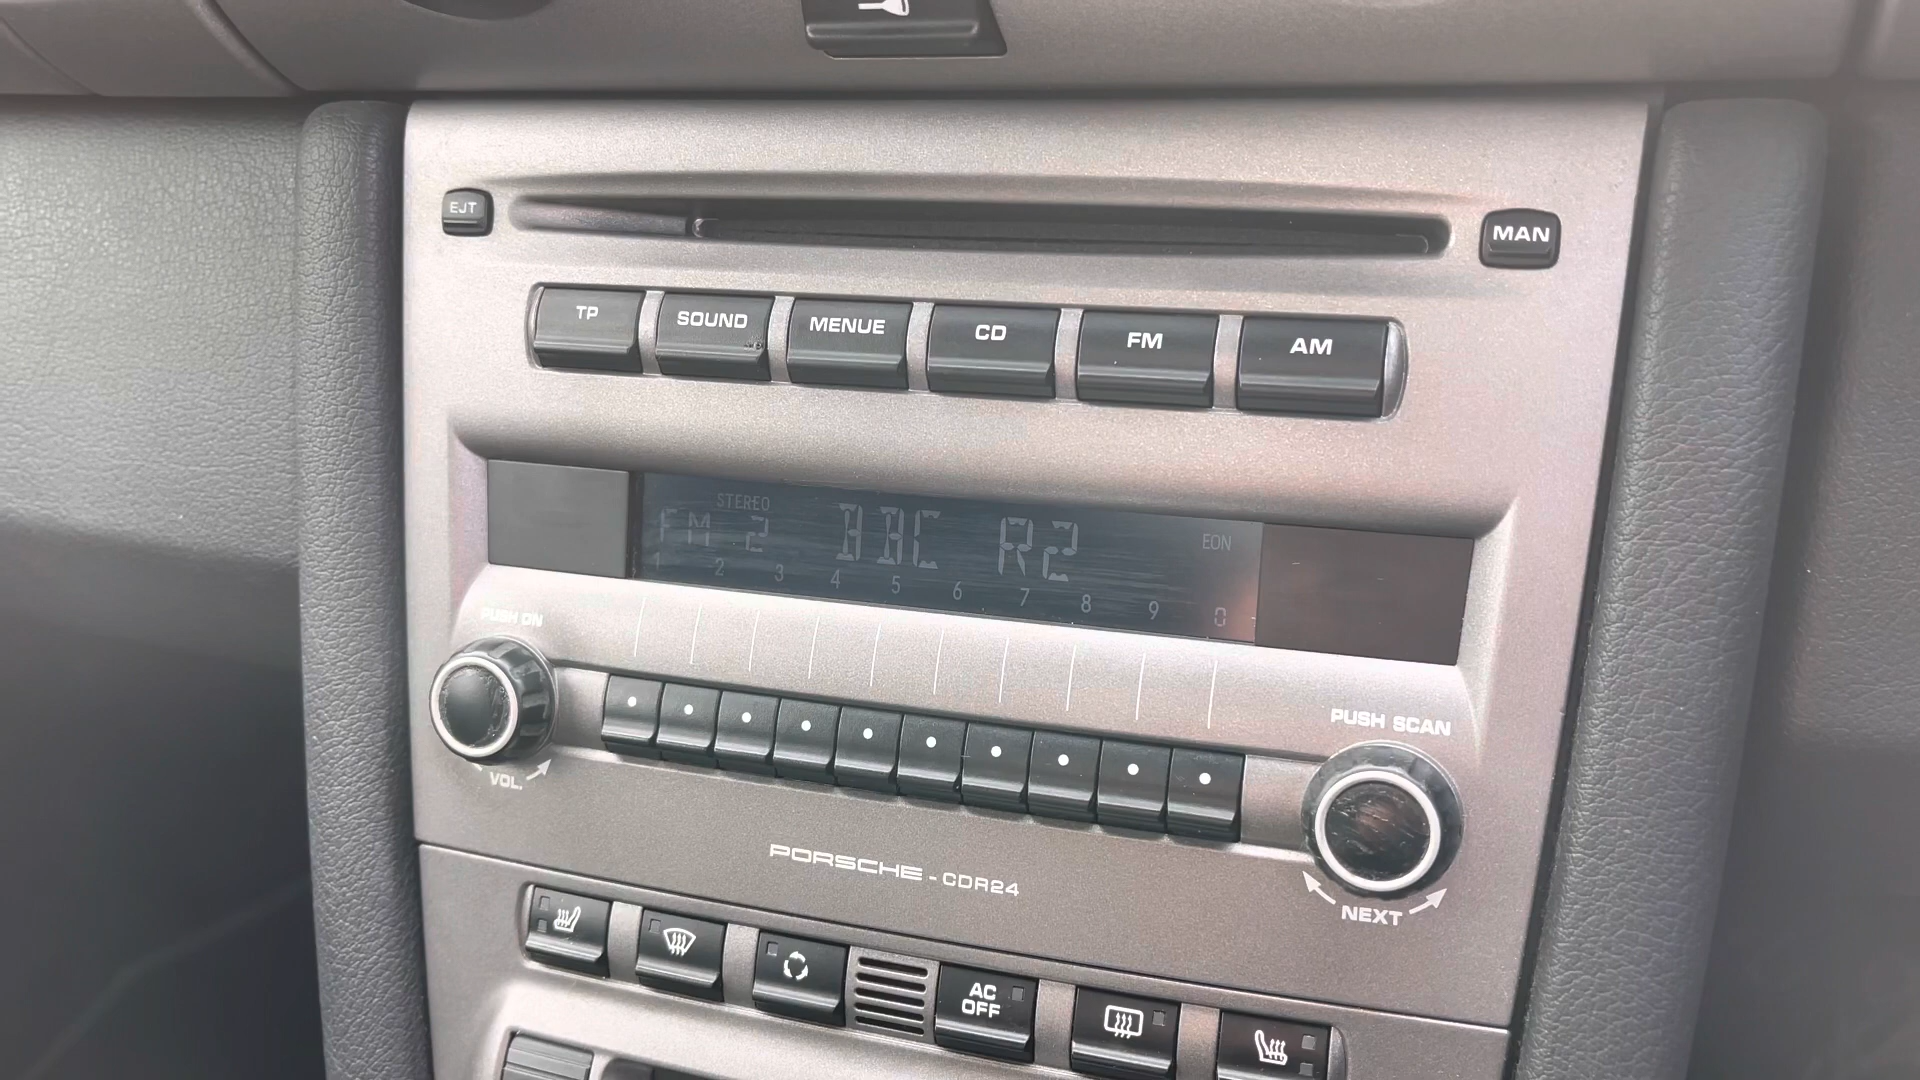 EJT
MAN
TP
SOUND
MENUE
CD
FM
AM
STEREO
FM 2 BBC R2
EON
1 2 3 4 5 6 7 8 9 0
PUSH ON
PUSH SCAN
VOL.
NEXT
PORSCHE - CDR24
AC
OFF